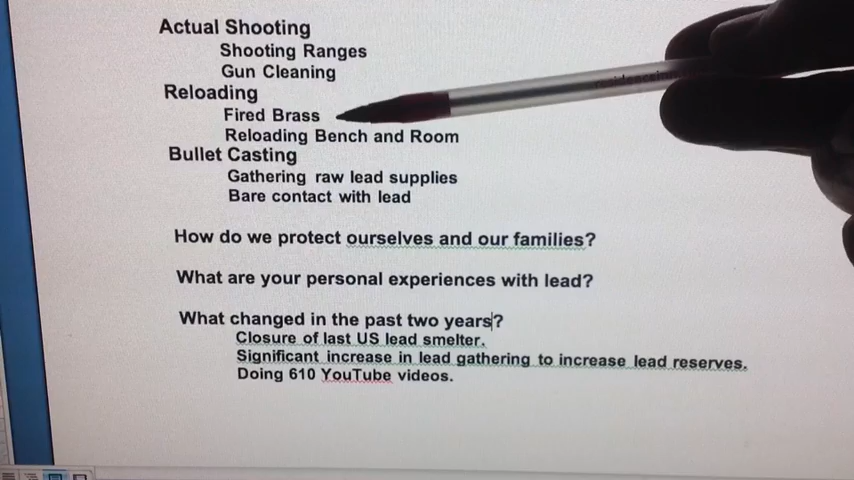 Actual Shooting
Shooting Ranges
Gun Cleaning
Reloading
Fired Brass
Reloading Bench and Room
Bullet Casting
Gathering raw lead supplies
Bare contact with lead
How do we protect ourselves and our families?
What are your personal experiences with lead?
What changed in the past two years?
Closure of last US lead smelter.
Significant increase in lead gathering to increase lead reserves.
Doing 610 YouTube videos.